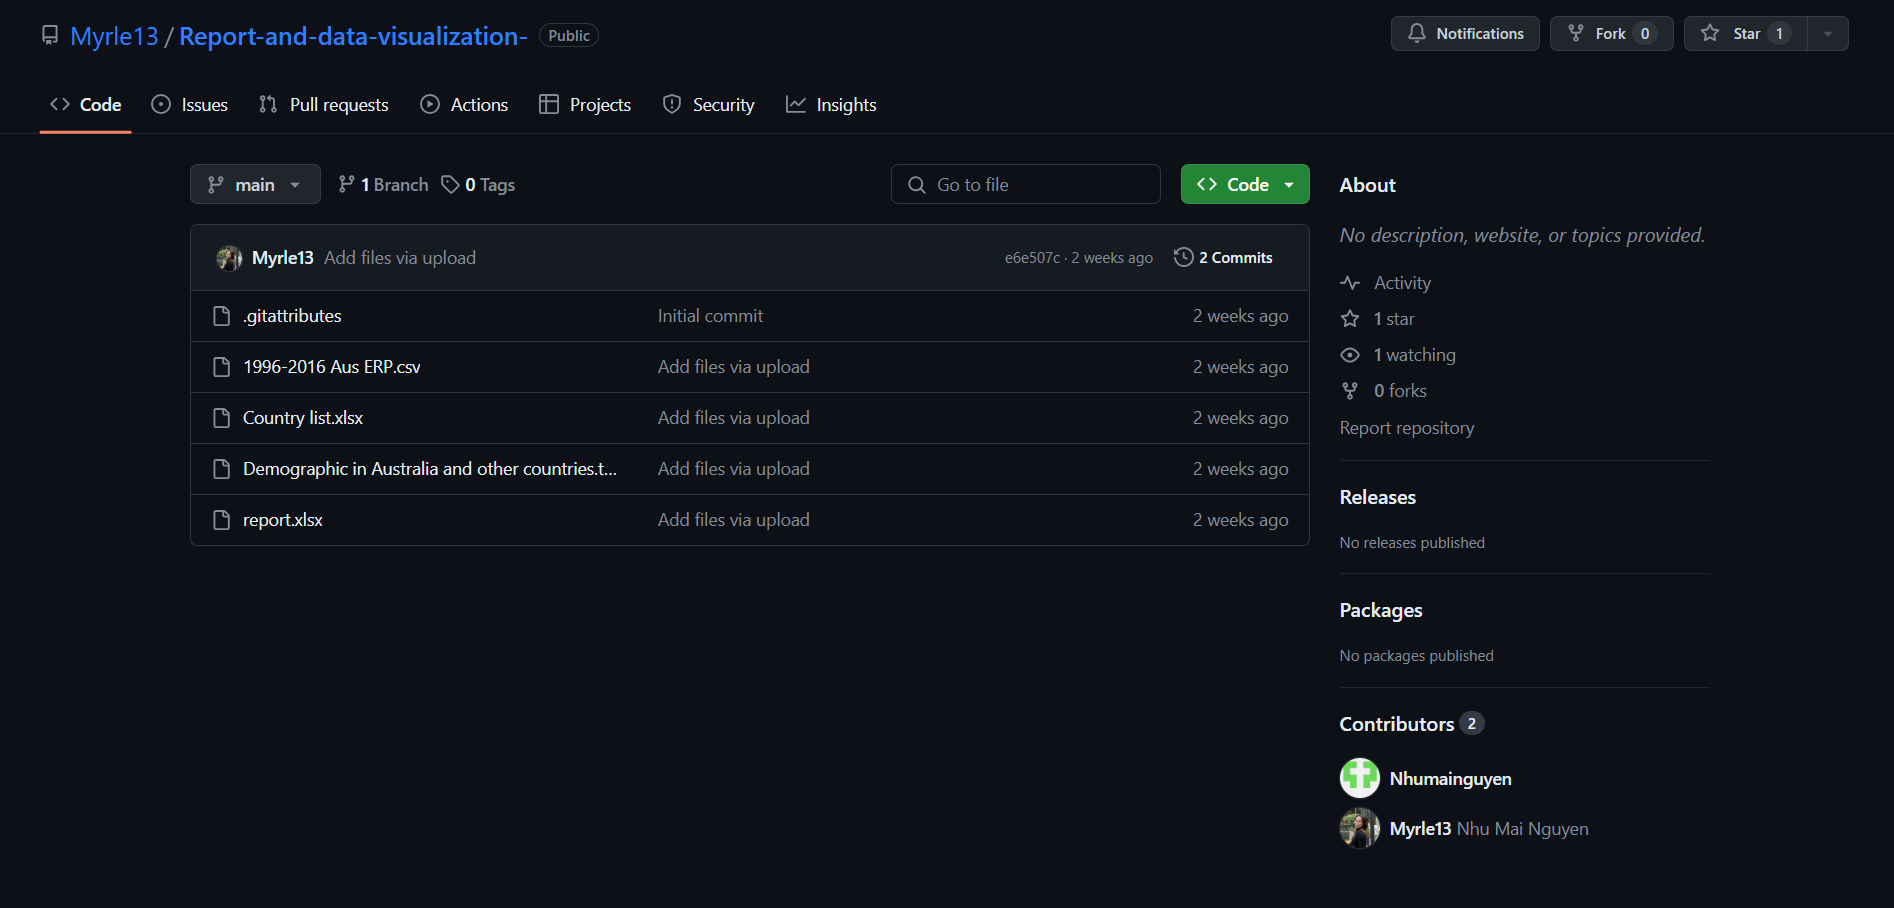 Myrle13 / Report-and-data-visualization- Public
Notifications Fork 0 Star 1
Code Issues Pull requests Actions Projects Security Insights
main 1 Branch 0 Tags Go to file Code
Myrle13 Add files via upload e6e507c · 2 weeks ago 2 Commits
.gitattributes Initial commit 2 weeks ago
1996-2016 Aus ERP.csv Add files via upload 2 weeks ago
Country list.xlsx Add files via upload 2 weeks ago
Demographic in Australia and other countries.t... Add files via upload 2 weeks ago
report.xlsx Add files via upload 2 weeks ago
About
No description, website, or topics provided.
Activity
1 star
1 watching
0 forks
Report repository
Releases
No releases published
Packages
No packages published
Contributors 2
Nhumainguyen
Myrle13 Nhu Mai Nguyen